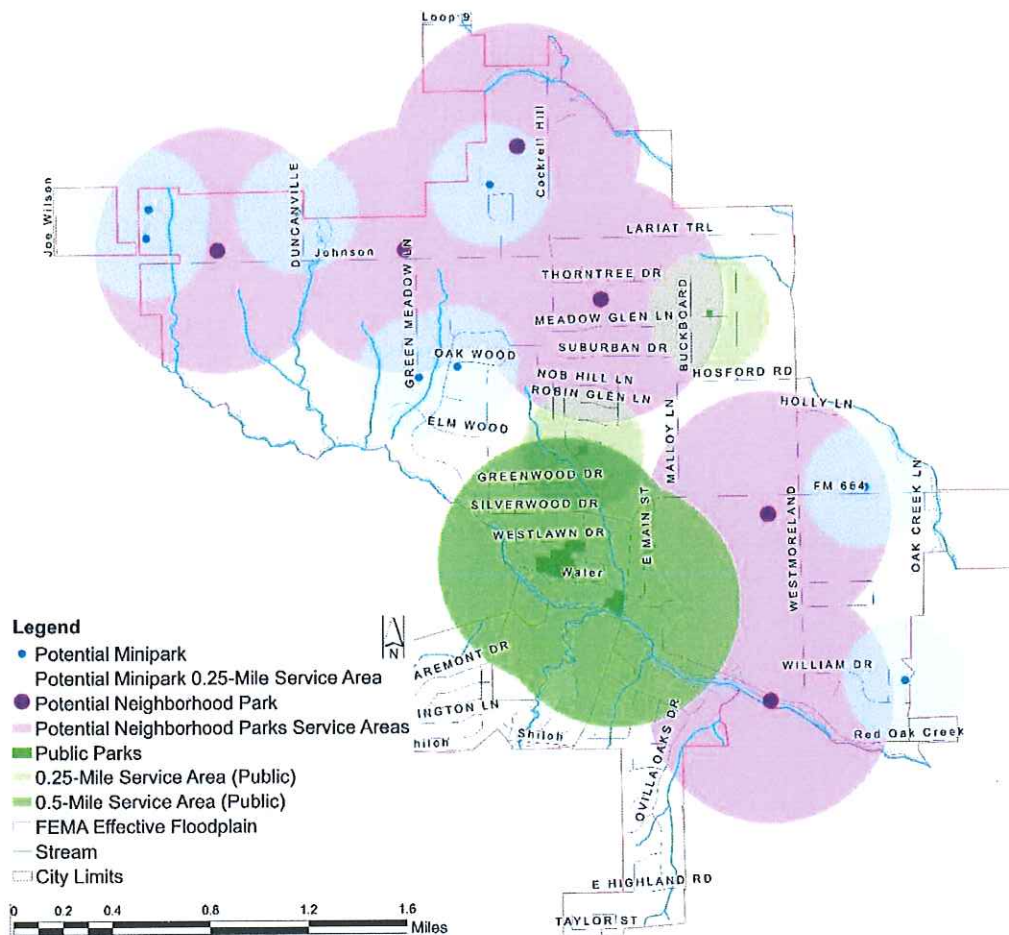 Loop 9
Cockrell Hill
Joe Wilson
DUNCANVILLE
Johnson
GREEN MEADOW LN
LARIAT TRL
THORNTREE DR
MEADOW GLEN LN
BUCKBOARD
SUBURBAN DR
OAK WOOD
HOSFORD RD
NOB HILL LN
ROBIN GLEN LN
HOLLY LN
ELM WOOD
MALLOY LN
GREENWOOD DR
FM 664
SILVERWOOD DR
E MAIN ST
WESTLAWN DR
WESTMORELAND
OAK CREEK LN
Water
Legend
N
Potential Minipark
Potential Minipark 0.25-Mile Service Area
Potential Neighborhood Park
Potential Neighborhood Parks Service Areas
Public Parks
0.25-Mile Service Area (Public)
0.5-Mile Service Area (Public)
FEMA Effective Floodplain
Stream
City Limits
AREMONT DR
WILLIAM DR
INGTON LN
Shiloh
hiloh
Red Oak Creek
OVILLA OAKS DR
E HIGHLAND RD
TAYLOR ST
0 0.2 0.4 0.8 1.2 1.6
Miles